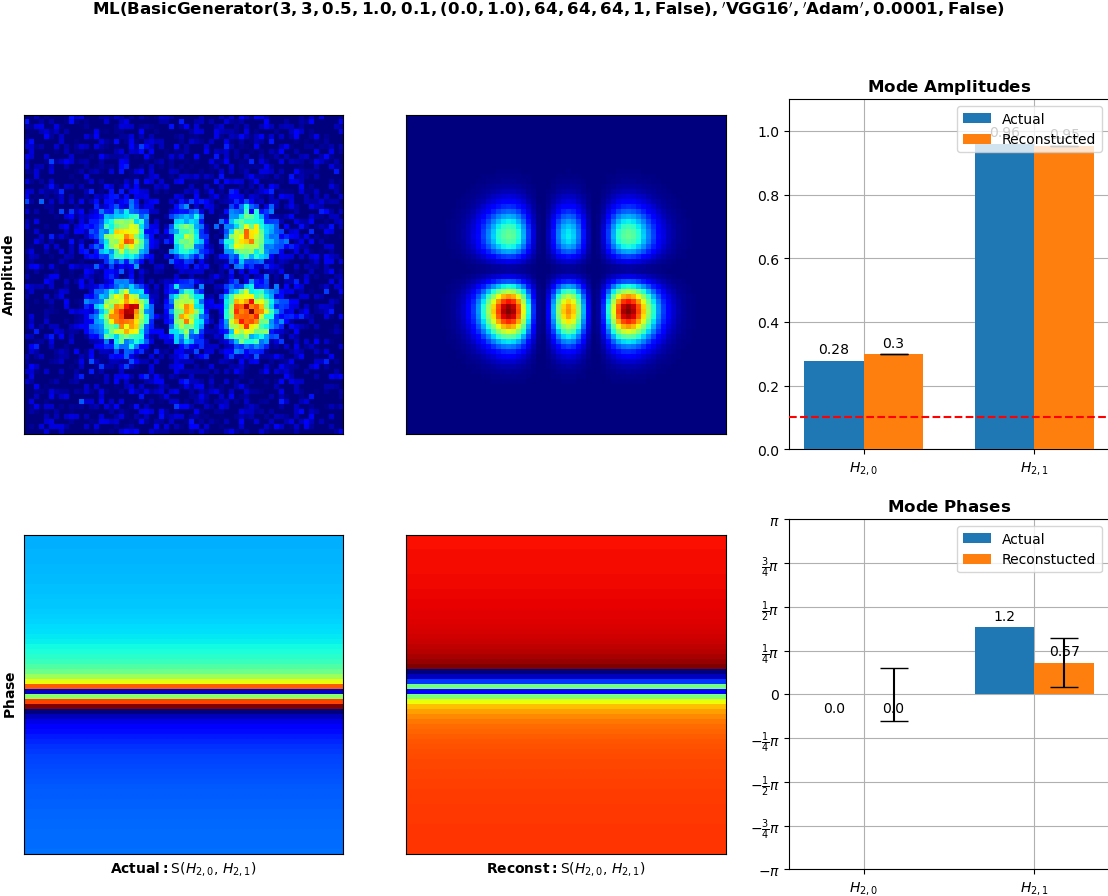 ML(BasicGenerator(3, 3, 0.5, 1.0, 0.1, (0.0, 1.0), 64, 64, 64, 1, False), ′VGG16′, ′Adam′, 0.0001, False)
Amplitude
Mode Amplitudes
Actual
Reconstucted
0.96
0.95
0.28
0.3
1.0
0.8
0.6
0.4
0.2
0.0
H2,0
H2,1
Phase
Actual: S(H2,0, H2,1)
Reconst: S(H2,0, H2,1)
Mode Phases
Actual
Reconstucted
1.2
0.57
0.0
0.0
π
3/4π
1/2π
1/4π
0
−1/4π
−1/2π
−3/4π
−π
H2,0
H2,1